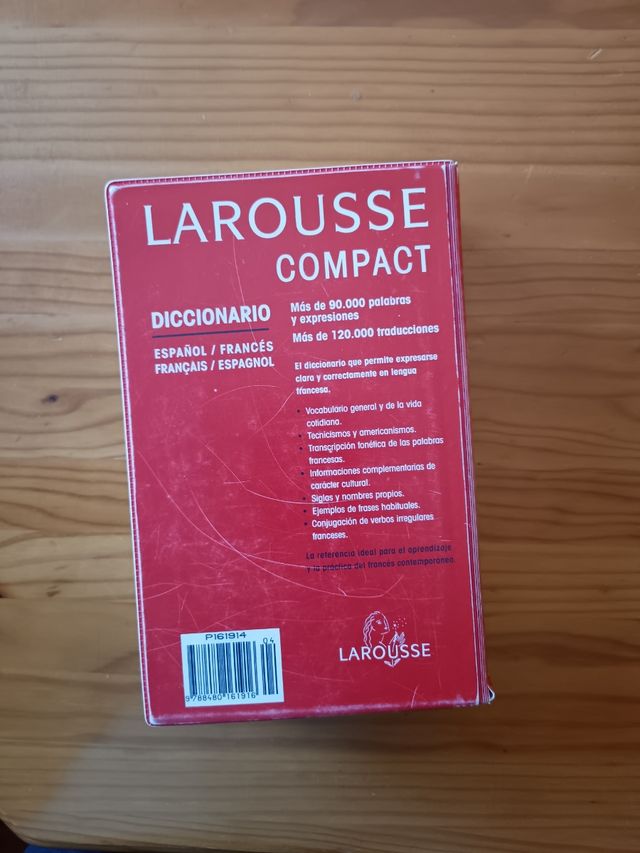 LAROUSSE
COMPACT
DICCIONARIO
ESPAÑOL / FRANCÉS
FRANÇAIS / ESPAGNOL
Más de 90.000 palabras
y expresiones
Más de 120.000 traducciones
El diccionario que permite expresarse
clara y correctamente en lengua
francesa.
• Vocabulario general y de la vida
cotidiana.
• Tecnicismos y americanismos.
• Transcripción fonética de las palabras
francesas.
• Informaciones complementarias de
carácter cultural.
• Siglas y nombres propios.
• Ejemplos de frases habituales.
• Conjugación de verbos irregulares
franceses.
La referencia ideal para el aprendizaje
y la práctica del francés contemporáneo.
P161914
04
9788480161916
LAROUSSE